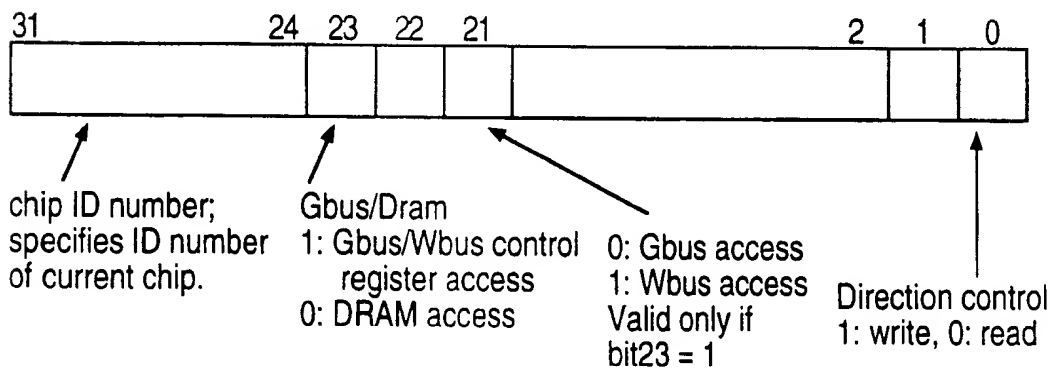 31 24 23 22 21 2 1 0
chip ID number;
specifies ID number
of current chip.
Gbus/Dram
1: Gbus/Wbus control
register access
0: DRAM access
0: Gbus access
1: Wbus access
Valid only if
bit23 = 1
Direction control
1: write, 0: read